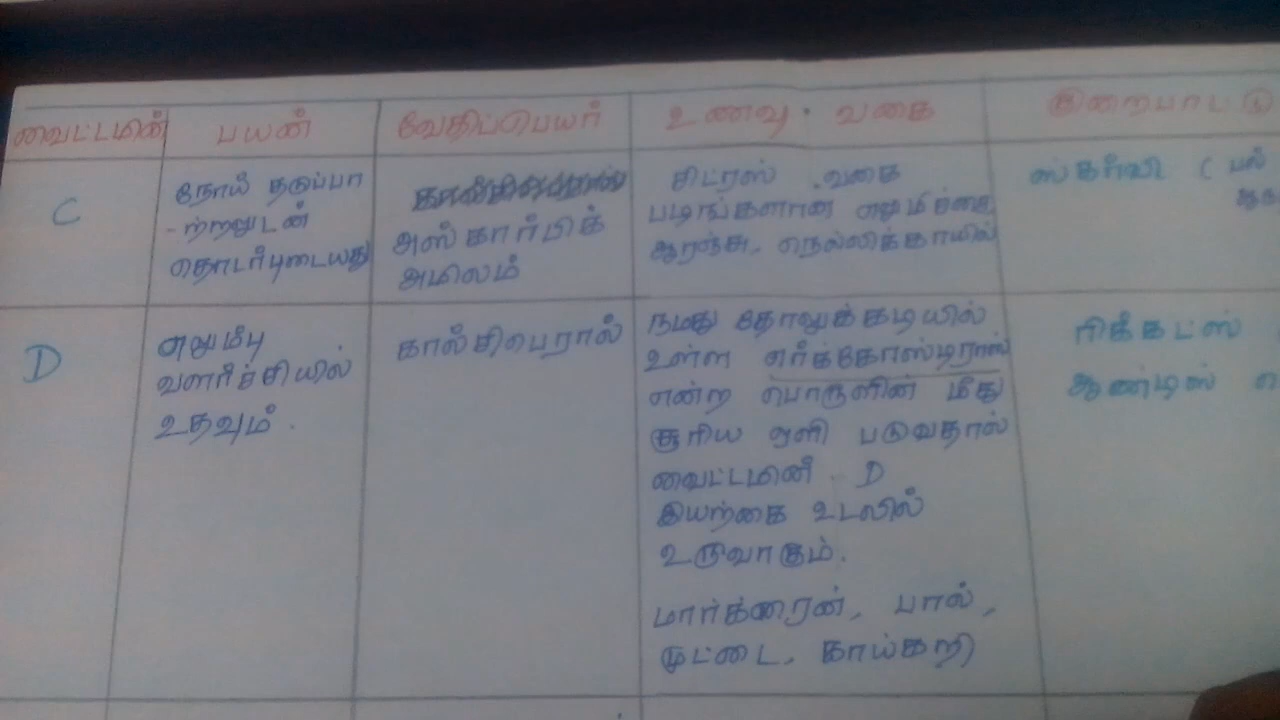 வைட்டமின் பயன் வேதிப்பெயர் உணவு வகை குறைபாட்டு
C
நோய் தடுப்பா
-ற்றலுடன்
தொடர்புடையது
அஸ்கார்பிக்
அமிலம்
சிட்ரஸ் வகை
பழங்களான எலுமிச்சை,
ஆரஞ்சு, நெல்லிக்காயில்
ஸ்கர்வி ( பல்
D
எலும்பு
வளர்ச்சியில்
உதவும்.
கால்சிபெரால்
நமது தோலுக்கடியில்
உள்ள எர்க்கோஸ்டிரால்
என்ற பொருளின் மீது
சூரிய ஒளி படுவதால்
வைட்டமின் D
இயற்கை உடலில்
உருவாகும்.
பால்,
முட்டை, காய்கறி
ரிக்கட்ஸ்